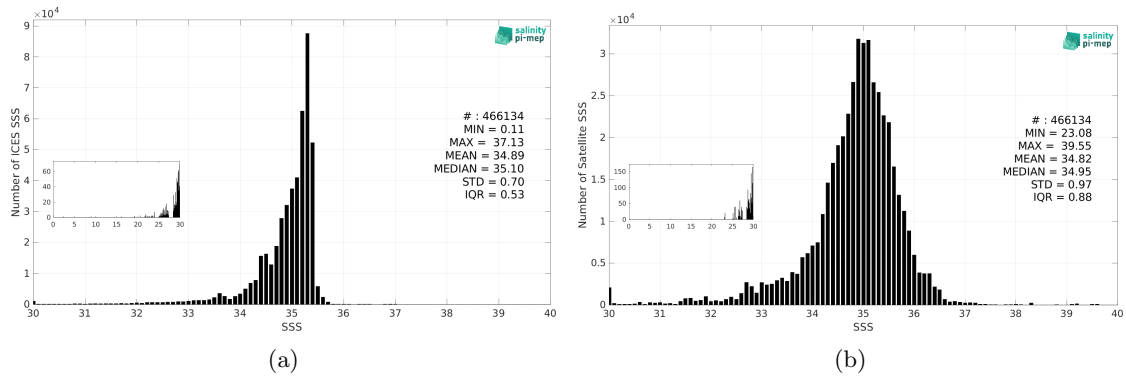 ×10⁴
9
8
7
6
5
4
3
2
1
0
Number of ICES SSS
salinity
pi-mep
# : 466134
MIN = 0.11
MAX = 37.13
MEAN = 34.89
MEDIAN = 35.10
STD = 0.70
IQR = 0.53
60
40
20
0
0 5 10 15 20 25 30
30 31 32 33 34 35 36 37 38 39 40
SSS
(a)
×10⁴
3
2.5
2
1.5
1
0.5
0
Number of Satellite SSS
salinity
pi-mep
# : 466134
MIN = 23.08
MAX = 39.55
MEAN = 34.82
MEDIAN = 34.95
STD = 0.97
IQR = 0.88
150
100
50
0
0 5 10 15 20 25 30
30 31 32 33 34 35 36 37 38 39 40
SSS
(b)